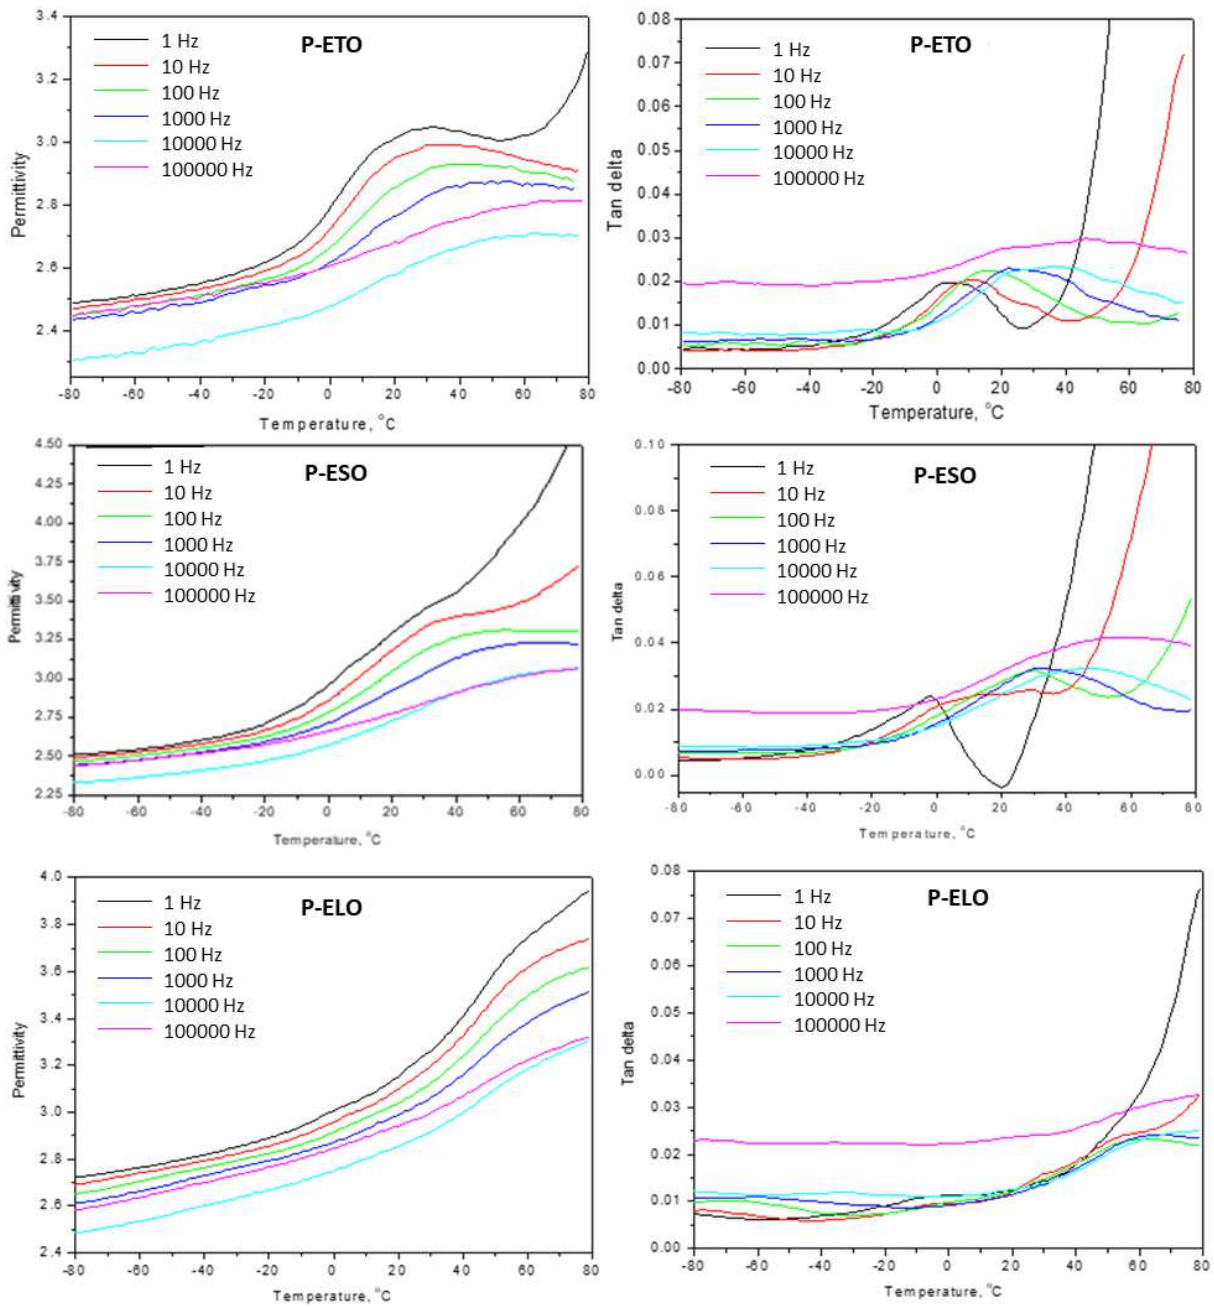 P-ETO
1 Hz
10 Hz
100 Hz
1000 Hz
10000 Hz
100000 Hz
Permittivity
3.4
3.2
3.0
2.8
2.6
2.4
-80 -60 -40 -20 0 20 40 60 80
Temperature, °C
P-ETO
1 Hz
10 Hz
100 Hz
1000 Hz
10000 Hz
100000 Hz
Tan delta
0.08
0.07
0.06
0.05
0.04
0.03
0.02
0.01
0.00
-80 -60 -40 -20 0 20 40 60 80
Temperature, °C
P-ESO
1 Hz
10 Hz
100 Hz
1000 Hz
10000 Hz
100000 Hz
Permittivity
4.50
4.25
4.00
3.75
3.50
3.25
3.00
2.75
2.50
2.25
-80 -60 -40 -20 0 20 40 60 80
Temperature, °C
P-ESO
1 Hz
10 Hz
100 Hz
1000 Hz
10000 Hz
100000 Hz
Tan delta
0.10
0.08
0.06
0.04
0.02
0.00
-80 -60 -40 -20 0 20 40 60 80
Temperature, °C
P-ELO
1 Hz
10 Hz
100 Hz
1000 Hz
10000 Hz
100000 Hz
Permittivity
4.0
3.8
3.6
3.4
3.2
3.0
2.8
2.6
2.4
-80 -60 -40 -20 0 20 40 60 80
Temperature, °C
P-ELO
1 Hz
10 Hz
100 Hz
1000 Hz
10000 Hz
100000 Hz
Tan delta
0.08
0.07
0.06
0.05
0.04
0.03
0.02
0.01
0.00
-80 -60 -40 -20 0 20 40 60 80
Temperature, °C